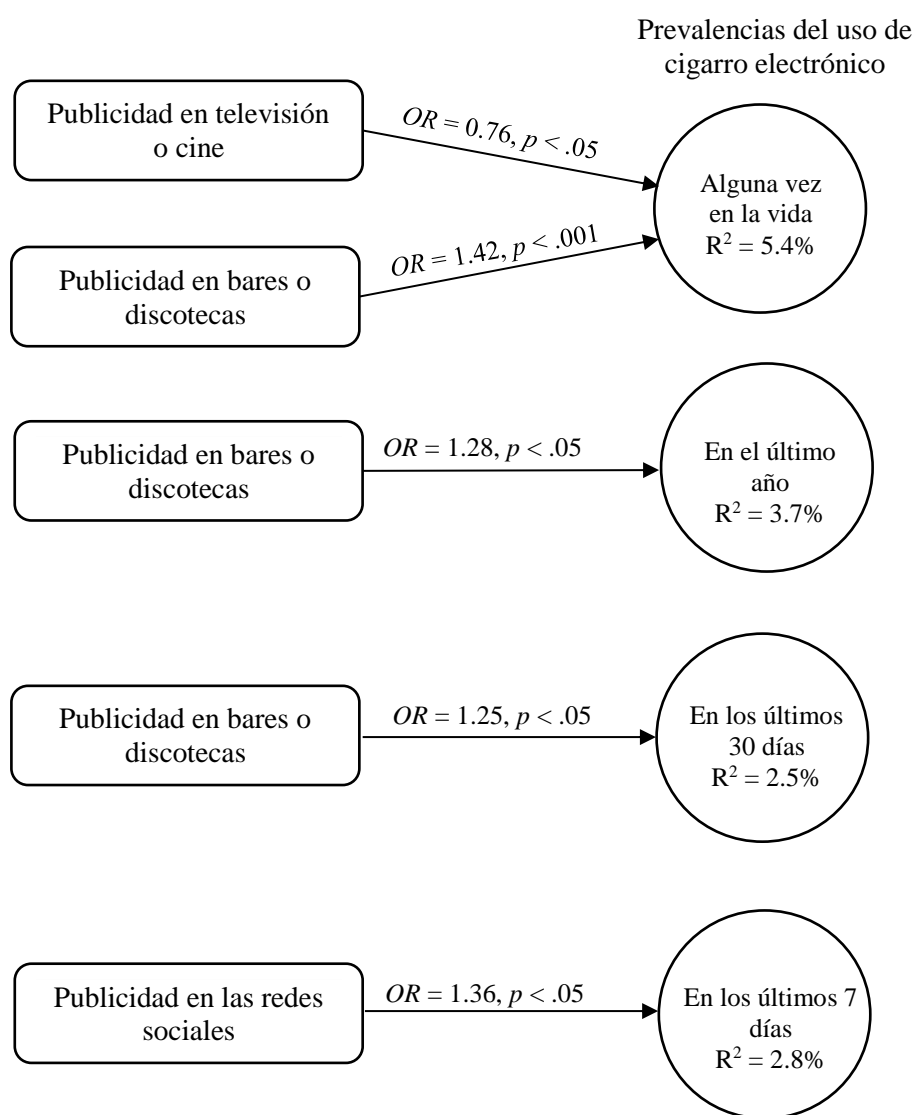 Prevalencias del uso de
cigarro electrónico
Publicidad en televisión
o cine
OR = 0.76, p < .05
Alguna vez
en la vida
R² = 5.4%
Publicidad en bares o
discotecas
OR = 1.42, p < .001
Publicidad en bares o
discotecas
OR = 1.28, p < .05
En el último
año
R² = 3.7%
Publicidad en bares o
discotecas
OR = 1.25, p < .05
En los últimos
30 días
R² = 2.5%
Publicidad en las redes
sociales
OR = 1.36, p < .05
En los últimos 7
días
R² = 2.8%